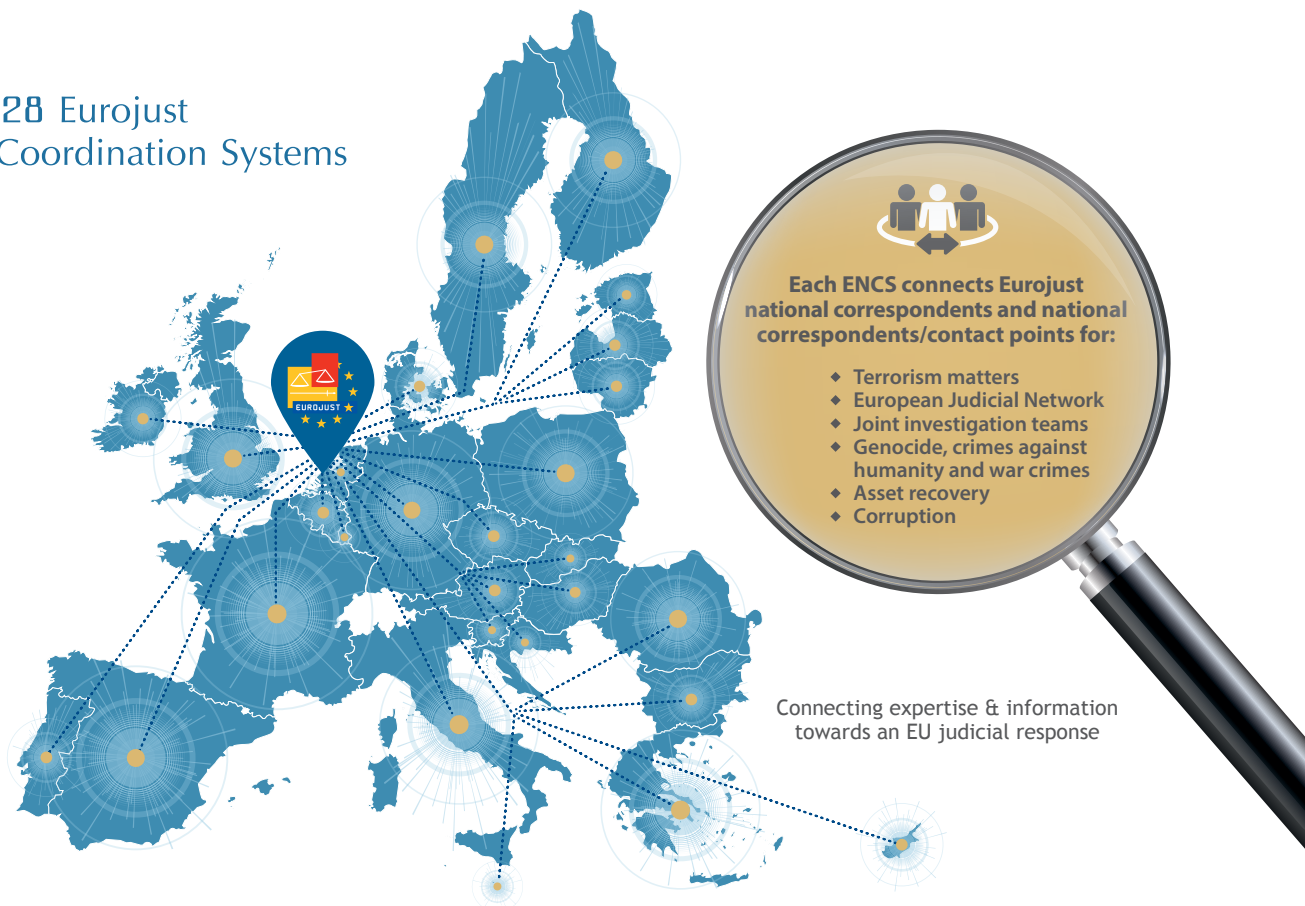 28 Eurojust
Coordination Systems
EUROJUST
Each ENCS connects Eurojust
national correspondents and national
correspondents/contact points for:
◆ Terrorism matters
◆ European Judicial Network
◆ Joint investigation teams
◆ Genocide, crimes against
humanity and war crimes
◆ Asset recovery
◆ Corruption
Connecting expertise & information
towards an EU judicial response